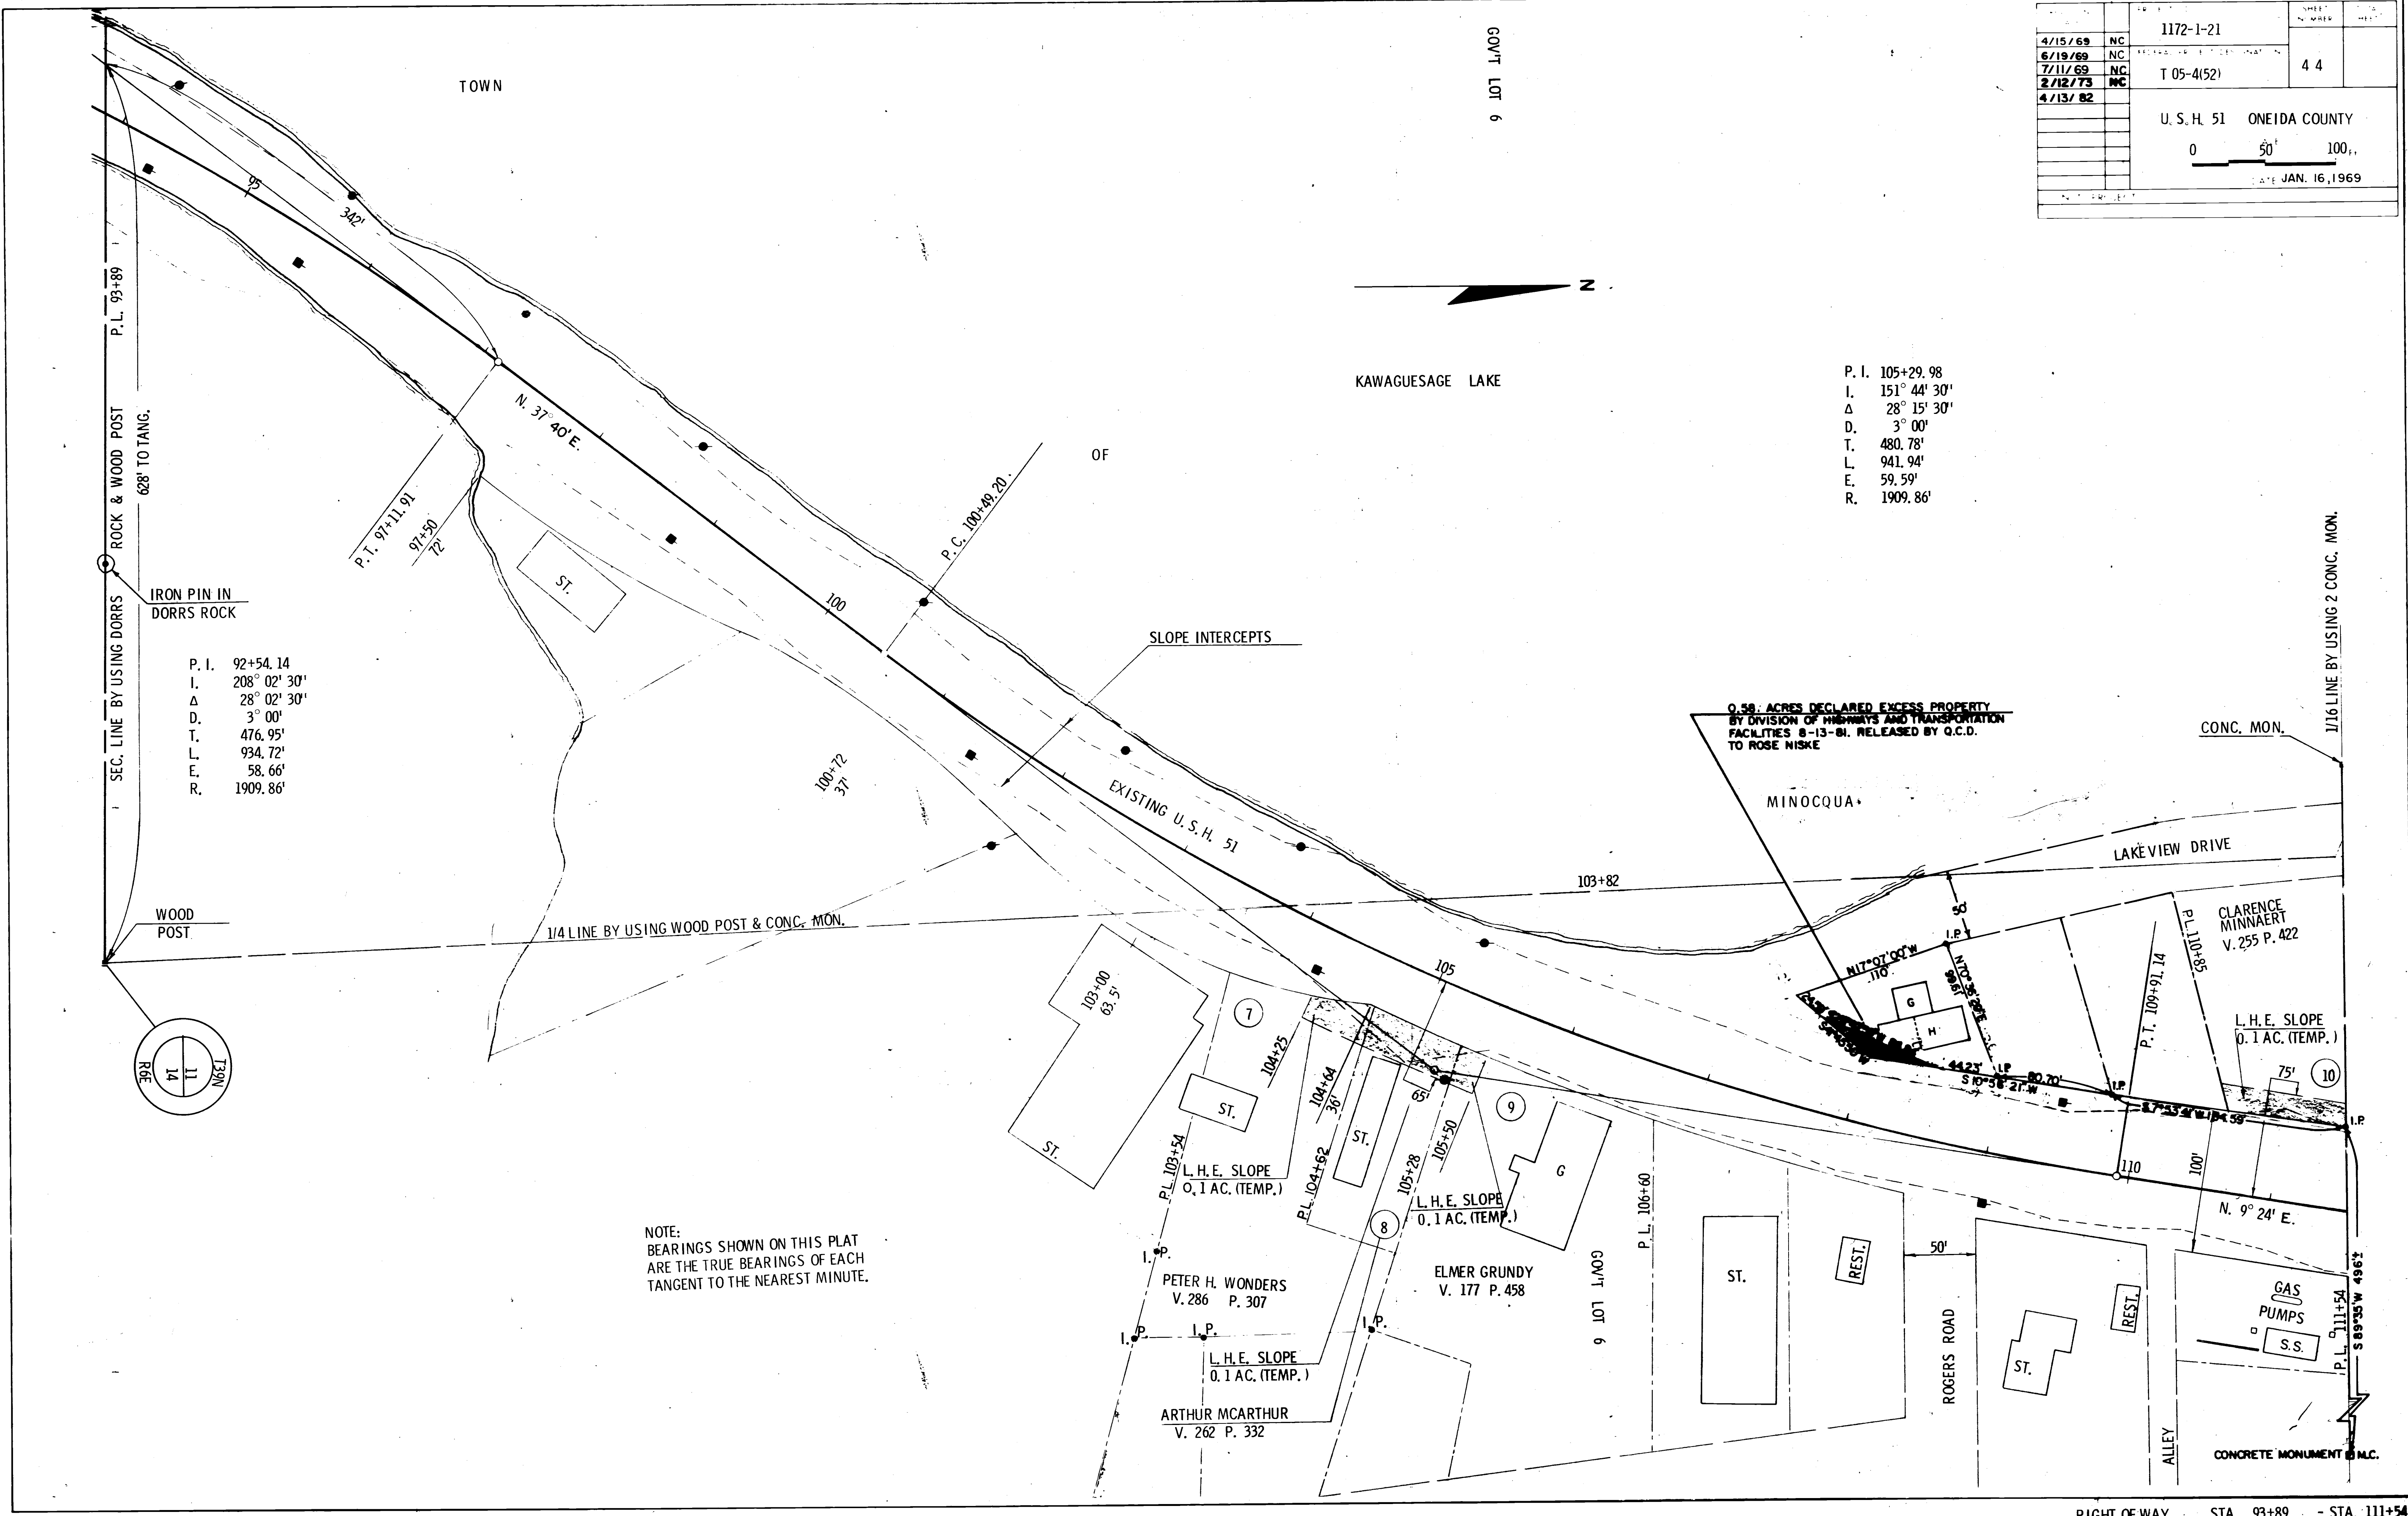 1172-1-21
SHEET NUMBER
4/15/69 NC
6/19/69 NC
7/11/69 NC
2/12/73 NC
4/13/82
T 05-4(52)
4 4
U. S. H. 51 ONEIDA COUNTY
0 50' 100
DATE JAN. 16, 1969
TOWN
GOV'T LOT 6
N
KAWAGUESAGE LAKE
OF
P. I. 105+29. 98
I. 151° 44' 30"
Δ 28° 15' 30"
D. 3° 00'
T. 480. 78'
L. 941. 94'
E. 59. 59'
R. 1909. 86'
95
342'
SEC. LINE BY USING DORRS ROCK & WOOD POST P.L. 93+89
628' TO TANG.
N. 37° 40' E.
P. T. 97+11. 91
97+50
72'
P. C. 100+49. 20
ST.
100
IRON PIN IN
DORRS ROCK
SLOPE INTERCEPTS
P. I. 92+54. 14
I. 208° 02' 30"
Δ 28° 02' 30"
D. 3° 00'
T. 476. 95'
L. 934. 72'
E. 58. 66'
R. 1909. 86'
100+72
37'
EXISTING U. S. H. 51
0.58 ACRES DECLARED EXCESS PROPERTY
BY DIVISION OF HIGHWAYS AND TRANSPORTATION
FACILITIES 8-13-81. RELEASED BY Q.C.D.
TO ROSE NISKE
CONC. MON.
1/16 LINE BY USING 2 CONC. MON.
MINOCQUA
LAKEVIEW DRIVE
103+82
WOOD
POST
1/4 LINE BY USING WOOD POST & CONC. MON.
T39N
11
14
R6E
50'
I.P.
N17°07'00"W
110'
G
H
44.23'
I.P.
80.70'
S 10°56'21" W
I.P.
P. T. 109+91. 14
P.L. 110+85
CLARENCE
MINNAERT
V. 255 P. 422
L. H. E. SLOPE
0. 1 AC. (TEMP. )
75'
10
I.P.
105
103+00
63. 5'
ST.
7
104+25
ST.
104+64
36'
65'
ST.
9
105+50
105+28
G
P.L. 103+54
L. H. E. SLOPE
0. 1 AC. (TEMP. )
P.L. 104+62
8
L. H. E. SLOPE
0. 1 AC. (TEMP. )
P. L. 106+60
110
100'
N. 9° 24' E.
NOTE:
BEARINGS SHOWN ON THIS PLAT
ARE THE TRUE BEARINGS OF EACH
TANGENT TO THE NEAREST MINUTE.
I. P.
PETER H. WONDERS
V. 286 P. 307
ELMER GRUNDY
V. 177 P. 458
GOV'T LOT 6
ST.
REST.
50'
ROGERS ROAD
REST.
ST.
GAS
PUMPS
S.S.
P. L. 111+54
S 89°35'W 496'±
I. P.
I. P.
I. P.
L. H. E. SLOPE
0. 1 AC. (TEMP. )
ARTHUR MCARTHUR
V. 262 P. 332
ALLEY
CONCRETE MONUMENT M.C.
RIGHT OF WAY STA. 93+89 - STA. 111+54